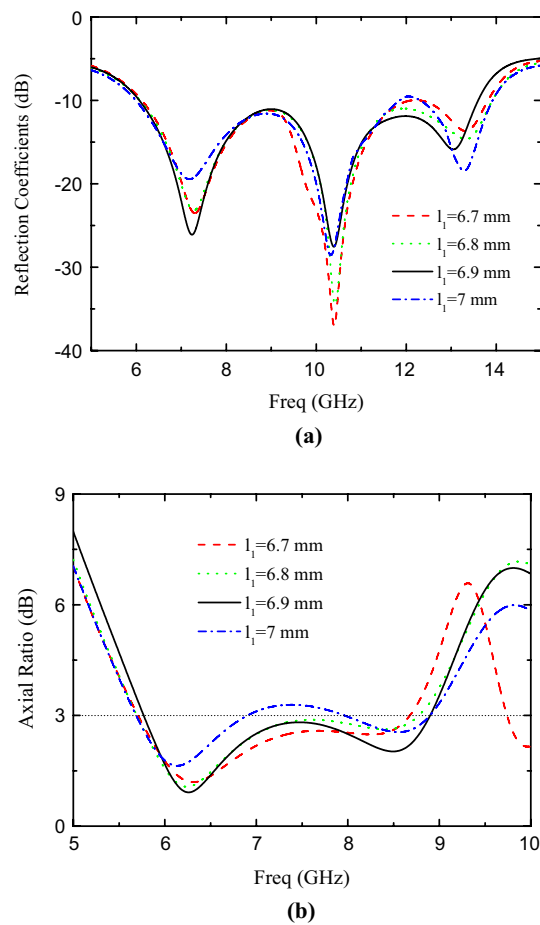 0
-10
-20
-30
-40
Reflection Coefficients (dB)
l1=6.7 mm
l1=6.8 mm
l1=6.9 mm
l1=7 mm
6 8 10 12 14
Freq (GHz)
(a)
9
6
3
0
Axial Ratio (dB)
l1=6.7 mm
l1=6.8 mm
l1=6.9 mm
l1=7 mm
5 6 7 8 9 10
Freq (GHz)
(b)